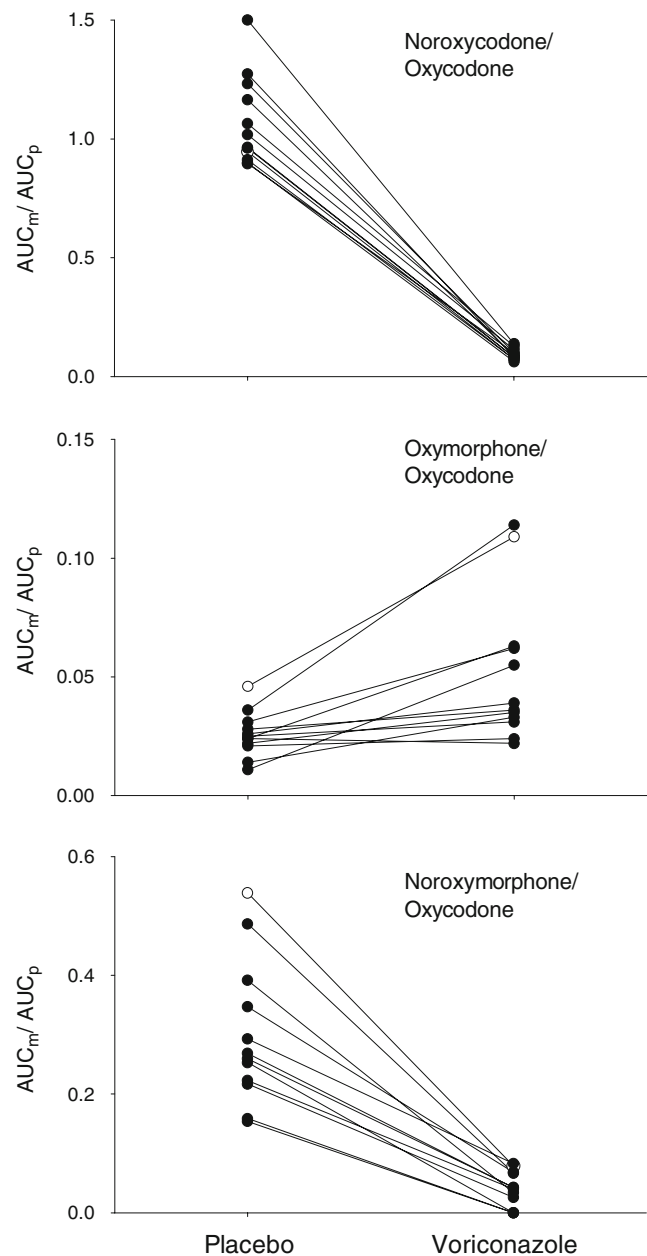 1.5
Noroxycodone/
Oxycodone
1.0
AUCm/ AUCp
0.5
0.0
0.15
Oxymorphone/
Oxycodone
0.10
AUCm/ AUCp
0.05
0.00
0.6
Noroxymorphone/
Oxycodone
0.4
AUCm/ AUCp
0.2
0.0
Placebo Voriconazole